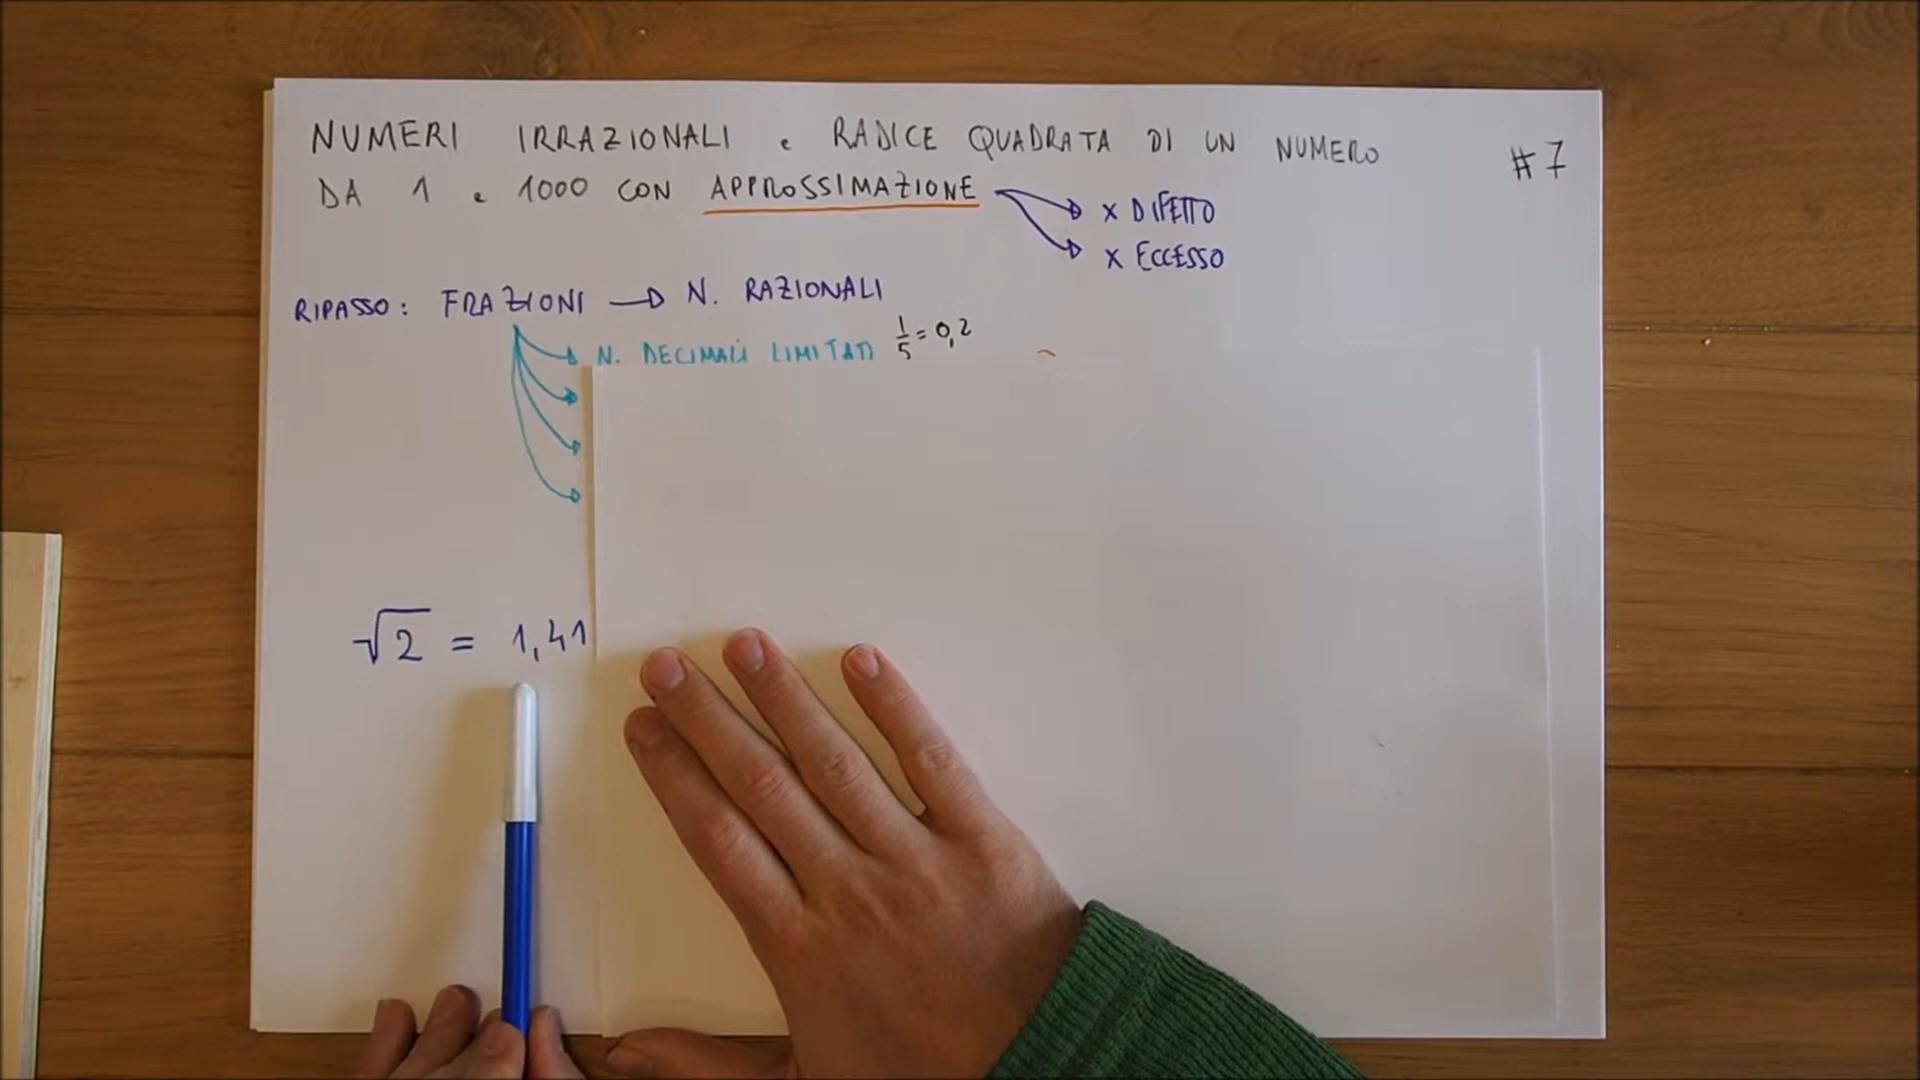 NUMERI IRRAZIONALI e RADICE QUADRATA DI UN NUMERO
DA 1 a 1000 CON APPROSSIMAZIONE
#7
x DIFETTO
x ECCESSO
RIPASSO: FRAZIONI → N. RAZIONALI
N. DECIMALI LIMITATI 1/5 = 0,2
√2 = 1,41